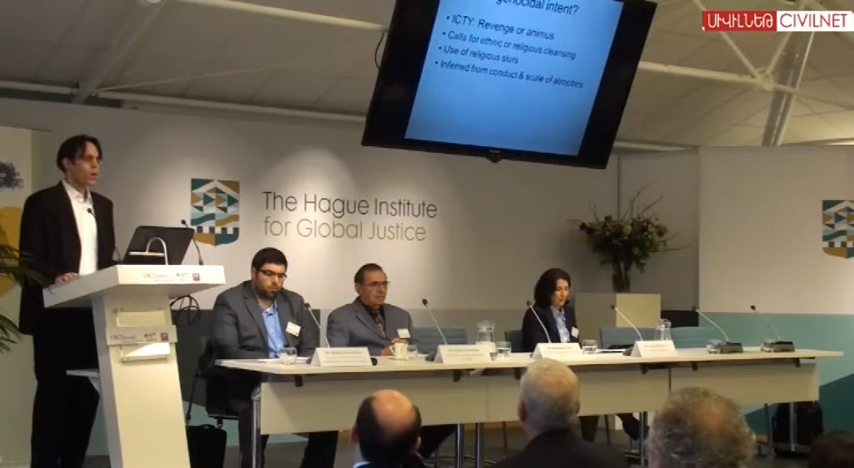 genocidal intent?
• ICTY: Revenge or animus
• Calls for ethnic or religious cleansing
• Use of religious slurs
• Inferred from conduct & scale of atrocities
ՍԻՎԻԼՆԵԹ CIVILNET
The Hague Institute
for Global Justice